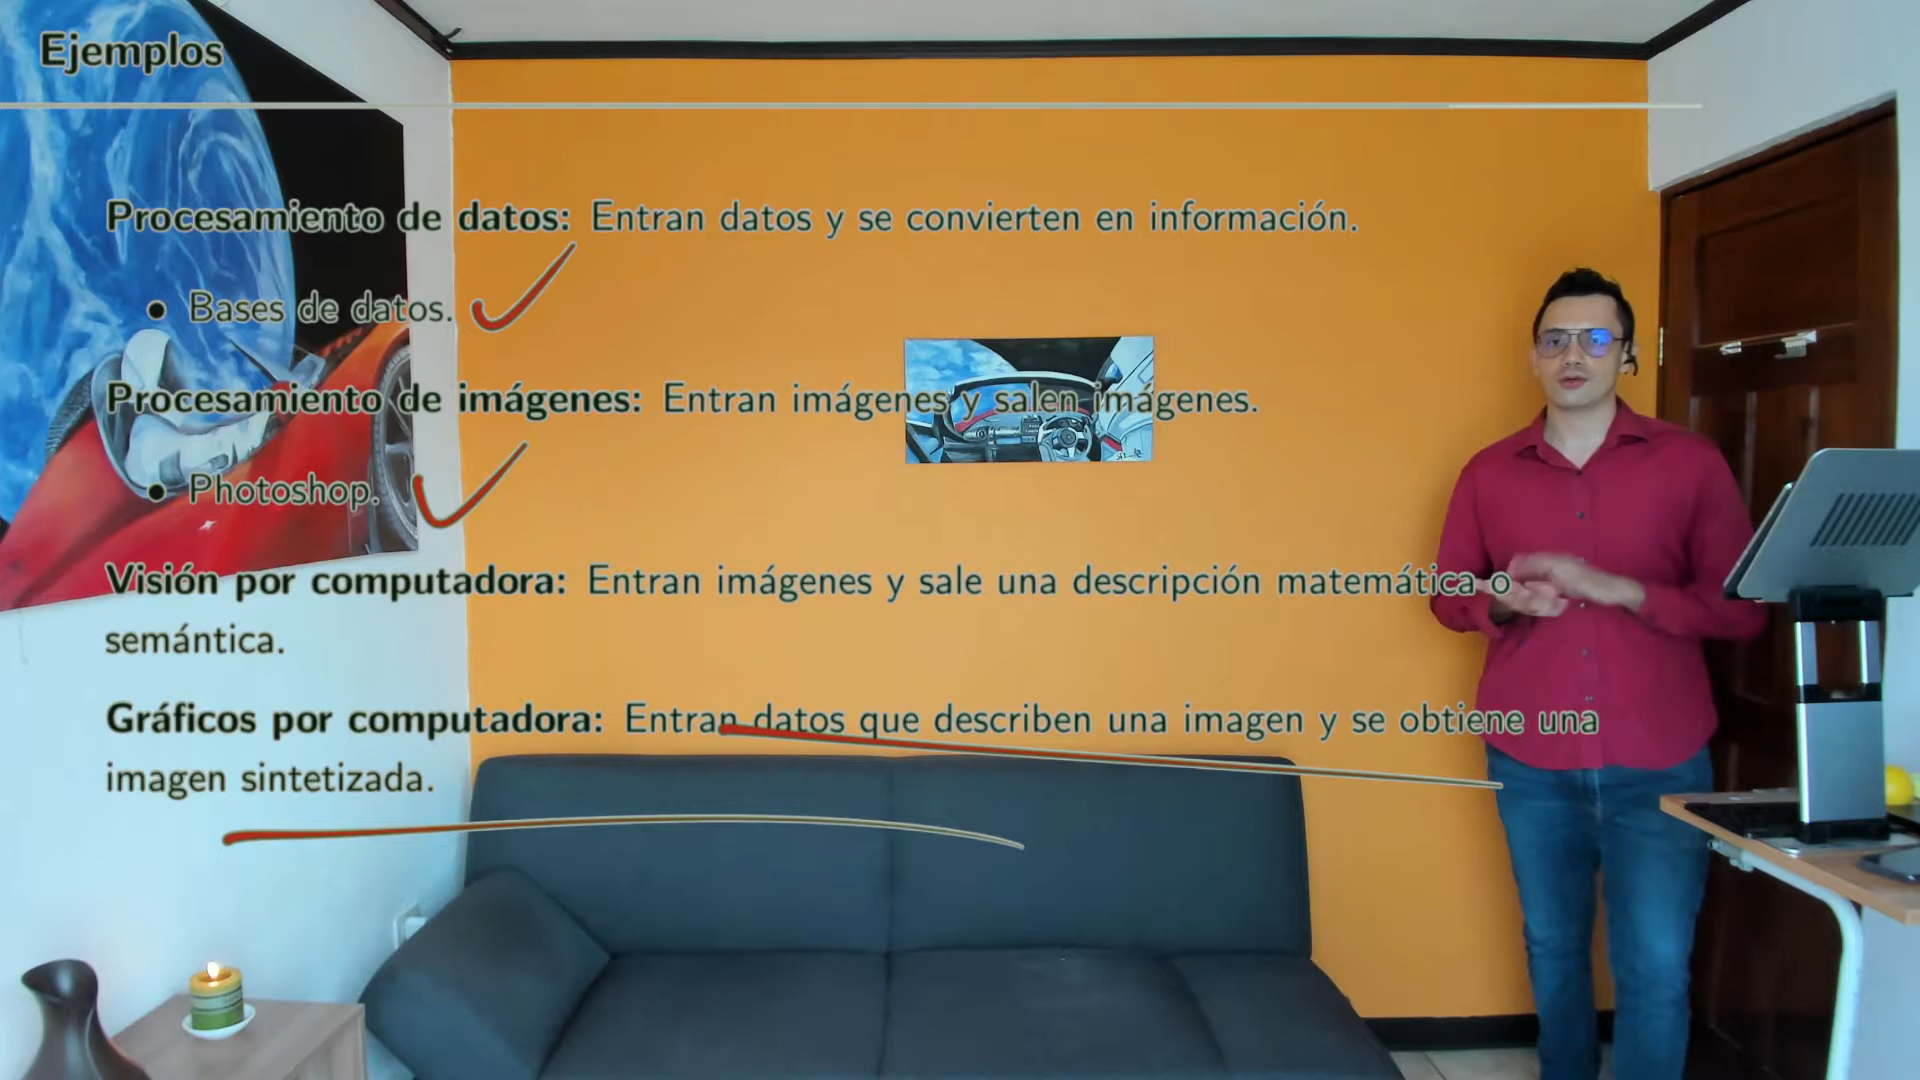 Ejemplos
Procesamiento de datos: Entran datos y se convierten en información.
• Bases de datos.
Procesamiento de imágenes: Entran imágenes y salen imágenes.
• Photoshop.
Visión por computadora: Entran imágenes y sale una descripción matemática o
semántica.
Gráficos por computadora: Entran datos que describen una imagen y se obtiene una
imagen sintetizada.